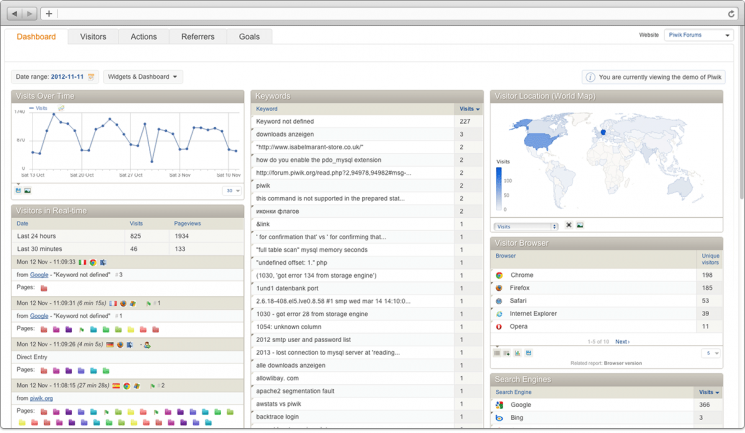 Dashboard Visitors Actions Referrers Goals
Website Piwik Forums
Date range: 2012-11-11 Widgets & Dashboard
You are currently viewing the demo of Piwik
Visits Over Time
Visits
1740
870
0
Sat 13 Oct Sat 20 Oct Sat 27 Oct Sat 3 Nov Sat 10 Nov
30
Visitors in Real-time
Date Visits Pageviews
Last 24 hours 825 1934
Last 30 minutes 46 133
Mon 12 Nov - 11:09:33
from Google - "Keyword not defined" 3
Pages:
Mon 12 Nov - 11:09:31 (6 min 15s) 1
from Google - "Keyword not defined" 1
Pages:
Mon 12 Nov - 11:09:26 (4 min 5s) -
Direct Entry
Pages:
Mon 12 Nov - 11:08:15 (27 min 28s) 2
from piwik.org
Pages:
Keywords
Keyword Visits
Keyword not defined 227
downloads anzeigen 3
"http://www.isabelmarant-store.co.uk/" 2
how do you enable the pdo_mysql extension 2
http://forum.piwik.org/read.php?2,94978,94982#msg-... 2
piwik 2
this command is not supported in the prepared stat... 2
иконки флагов 2
&link 1
' for confirmation that' vs ' for confirming that... 1
"full table scan" mysql memory seconds 1
"undefined offset: 1." php 1
(1030, 'got error 134 from storage engine') 1
1und1 datenbank port 1
2.6.18-408.el5.lve0.8.58 #1 smp wed mar 14 14:10:0... 1
1030 - got error 28 from storage engine 1
1054: unknown column 1
2012 smtp user and password list 1
2013 - lost connection to mysql server at 'reading... 1
alle downloads anzeigen 1
allowilbay. com 1
apache2 segmentation fault 1
awstats vs piwik 1
backtrace login 1
Visitor Location (World Map)
Visits
100
50
0
Visits
Visitor Browser
Browser Unique visitors
Chrome 198
Firefox 185
Safari 53
Internet Explorer 39
Opera 11
1-5 of 10 Next›
5
Related report: Browser version
Search Engines
Search Engine Visits
Google 366
Bing 3